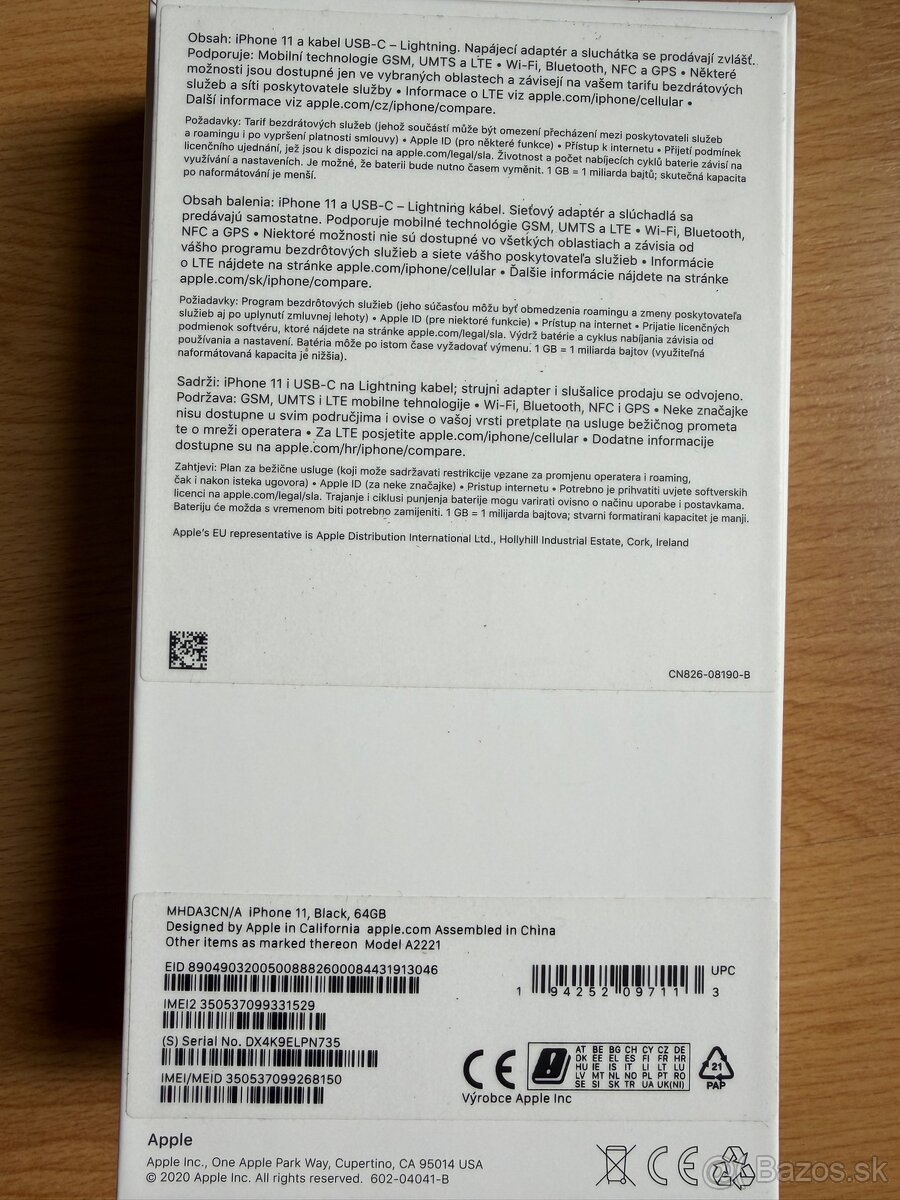 Obsah: iPhone 11 a kabel USB-C – Lightning. Napájecí adaptér a sluchátka se prodávají zvlášť.
Podporuje: Mobilní technologie GSM, UMTS a LTE • Wi-Fi, Bluetooth, NFC a GPS • Některé
možnosti jsou dostupné jen ve vybraných oblastech a závisejí na vašem tarifu bezdrátových
služeb a síti poskytovatele služby • Informace o LTE viz apple.com/iphone/cellular •
Další informace viz apple.com/cz/iphone/compare.
Požadavky: Tarif bezdrátových služeb (jehož součástí může být omezení přecházení mezi poskytovateli služeb
a roamingu i po vypršení platnosti smlouvy) • Apple ID (pro některé funkce) • Přístup k internetu • Přijetí podmínek
licenčního ujednání, jež jsou k dispozici na apple.com/legal/sla. Životnost a počet nabíjecích cyklů baterie závisí na
využívání a nastaveních. Je možné, že baterii bude nutno časem vyměnit. 1 GB = 1 miliarda bajtů; skutečná kapacita
po naformátování je menší.
Obsah balenia: iPhone 11 a USB-C – Lightning kábel. Sieťový adaptér a slúchadlá sa
predávajú samostatne. Podporuje mobilné technológie GSM, UMTS a LTE • Wi-Fi, Bluetooth,
NFC a GPS • Niektoré možnosti nie sú dostupné vo všetkých oblastiach a závisia od
vášho programu bezdrôtových služieb a siete vášho poskytovateľa služieb • Informácie
o LTE nájdete na stránke apple.com/iphone/cellular • Ďalšie informácie nájdete na stránke
apple.com/sk/iphone/compare.
Požiadavky: Program bezdrôtových služieb (jeho súčasťou môžu byť obmedzenia roamingu a zmeny poskytovateľa
služieb aj po uplynutí zmluvnej lehoty) • Apple ID (pre niektoré funkcie) • Prístup na internet • Prijatie licenčných
podmienok softvéru, ktoré nájdete na stránke apple.com/legal/sla. Výdrž batérie a cyklus nabíjania závisia od
používania a nastavení. Batéria môže po istom čase vyžadovať výmenu. 1 GB = 1 miliarda bajtov (využiteľná
naformátovaná kapacita je nižšia).
Sadrži: iPhone 11 i USB-C na Lightning kabel; strujni adapter i slušalice prodaju se odvojeno.
Podržava: GSM, UMTS i LTE mobilne tehnologije • Wi-Fi, Bluetooth, NFC i GPS • Neke značajke
nisu dostupne u svim područjima i ovise o vašoj vrsti pretplate na usluge bežičnog prometa
te o mreži operatera • Za LTE posjetite apple.com/iphone/cellular • Dodatne informacije
dostupne su na apple.com/hr/iphone/compare.
Zahtjevi: Plan za bežične usluge (koji može sadržavati restrikcije vezane za promjenu operatera i roaming,
čak i nakon isteka ugovora) • Apple ID (za neke značajke) • Pristup internetu • Potrebno je prihvatiti uvjete softverskih
licenci na apple.com/legal/sla. Trajanje i ciklusi punjenja baterije mogu varirati ovisno o načinu uporabe i postavkama.
Bateriju će možda s vremenom biti potrebno zamijeniti. 1 GB = 1 milijarda bajtova; stvarni formatirani kapacitet je manji.
Apple's EU representative is Apple Distribution International Ltd., Hollyhill Industrial Estate, Cork, Ireland
CN826-08190-B
MHDA3CN/A iPhone 11, Black, 64GB
Designed by Apple in California apple.com Assembled in China
Other items as marked thereon Model A2221
EID 89049032005008882600084431913046
UPC
1 94252 09711 3
IMEI2 350537099331529
(S) Serial No. DX4K9ELPN735
IMEI/MEID 350537099268150
CE
AT BE BG CH CY CZ DE
DK EE EL ES FI FR HR
HU IE IS IT LI LT LU
LV MT NL NO PL PT RO
SE SI SK TR UA UK(NI)
21
PAP
Výrobce Apple Inc
Apple
Apple Inc., One Apple Park Way, Cupertino, CA 95014 USA
© 2020 Apple Inc. All rights reserved. 602-04041-B
CE
Bazos.sk